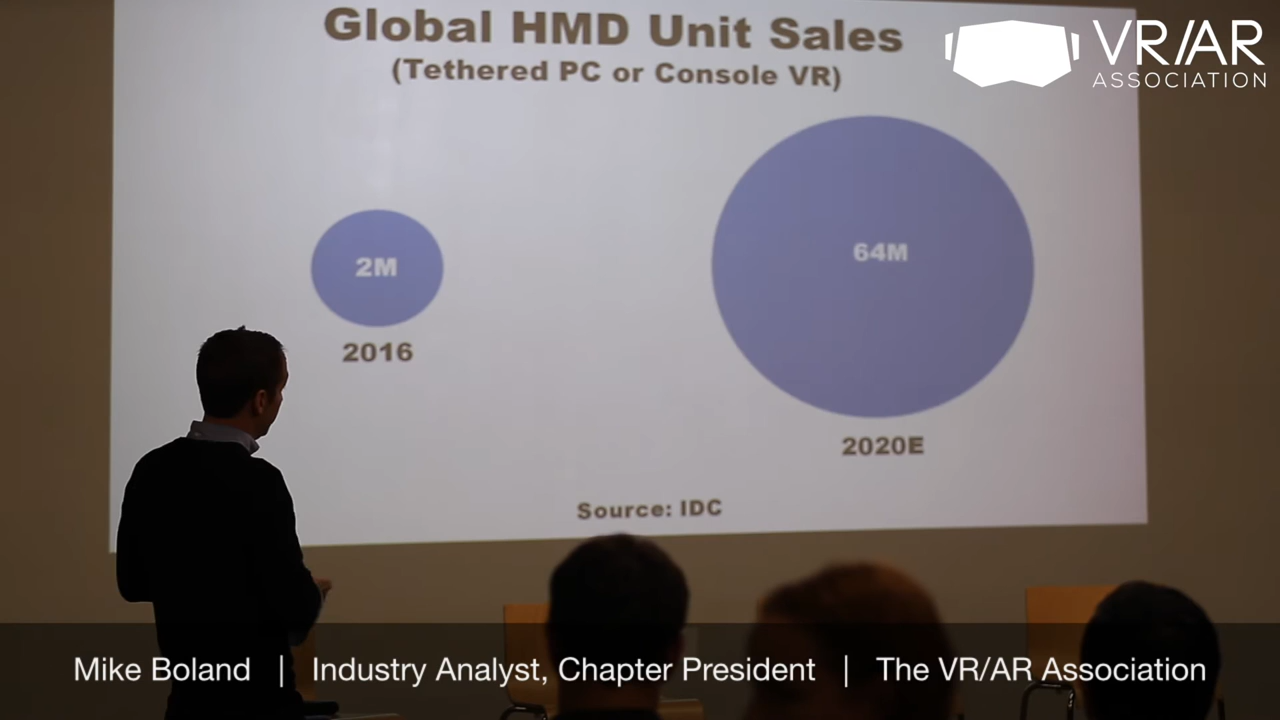 Global HMD Unit Sales
(Tethered PC or Console VR)
VR/AR
ASSOCIATION
2M
2016
64M
2020E
Source: IDC
Mike Boland | Industry Analyst, Chapter President | The VR/AR Association